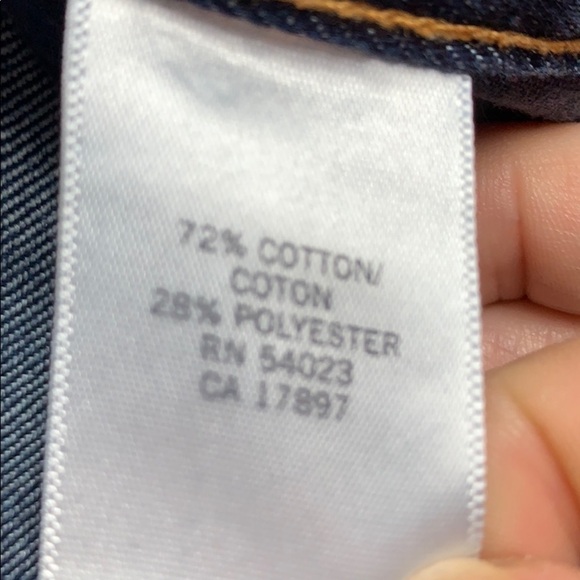 72% COTTON/
COTON
28% POLYESTER
RN 54023
CA 17897